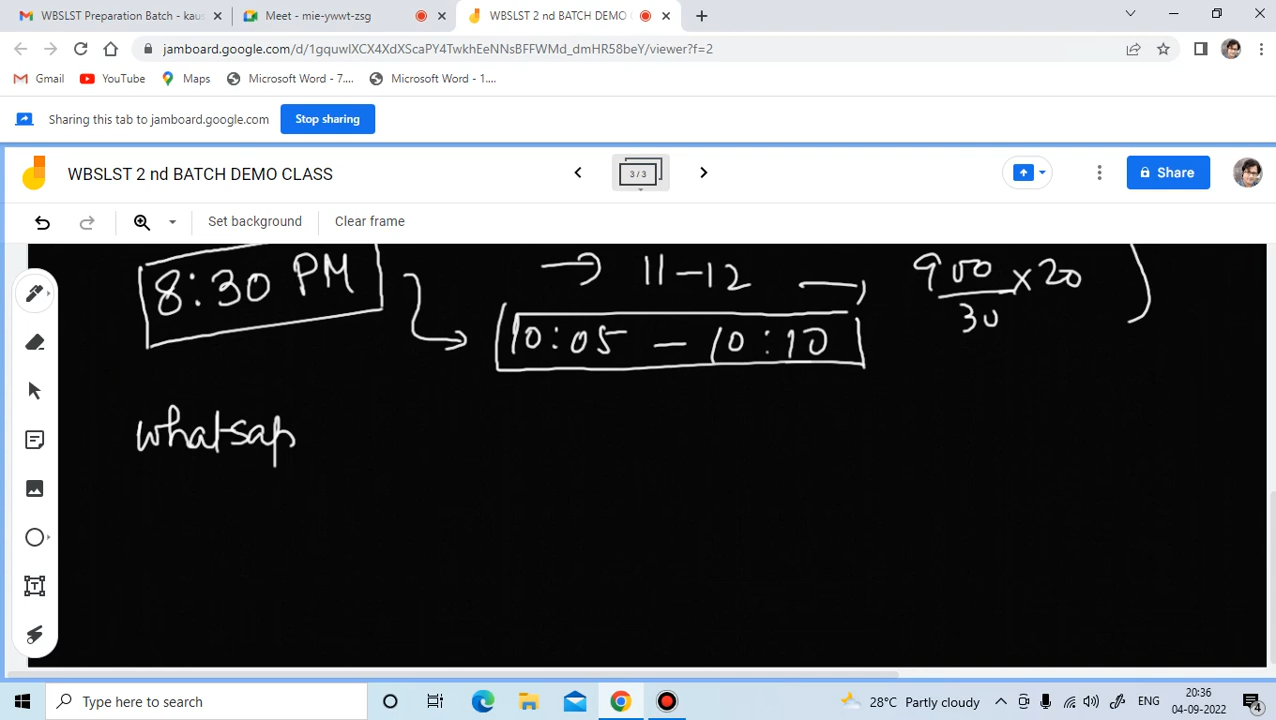 WBSLST Preparation Batch - kaus
Meet - mie-ywwt-zsg
WBSLST 2 nd BATCH DEMO
jamboard.google.com/d/1gquwlXCX4XdXScaPY4TwkhEeNNsBFFWMd_dmHR58beY/viewer?f=2
Gmail YouTube Maps Microsoft Word - 7.... Microsoft Word - 1....
Sharing this tab to jamboard.google.com Stop sharing
WBSLST 2 nd BATCH DEMO CLASS 3 / 3 Share
Set background Clear frame
8:30 PM → 11-12 → 900/30 × 20
10:05 - 10:10
whatsap
Type here to search 28°C Partly cloudy ENG 20:36
04-09-2022 4